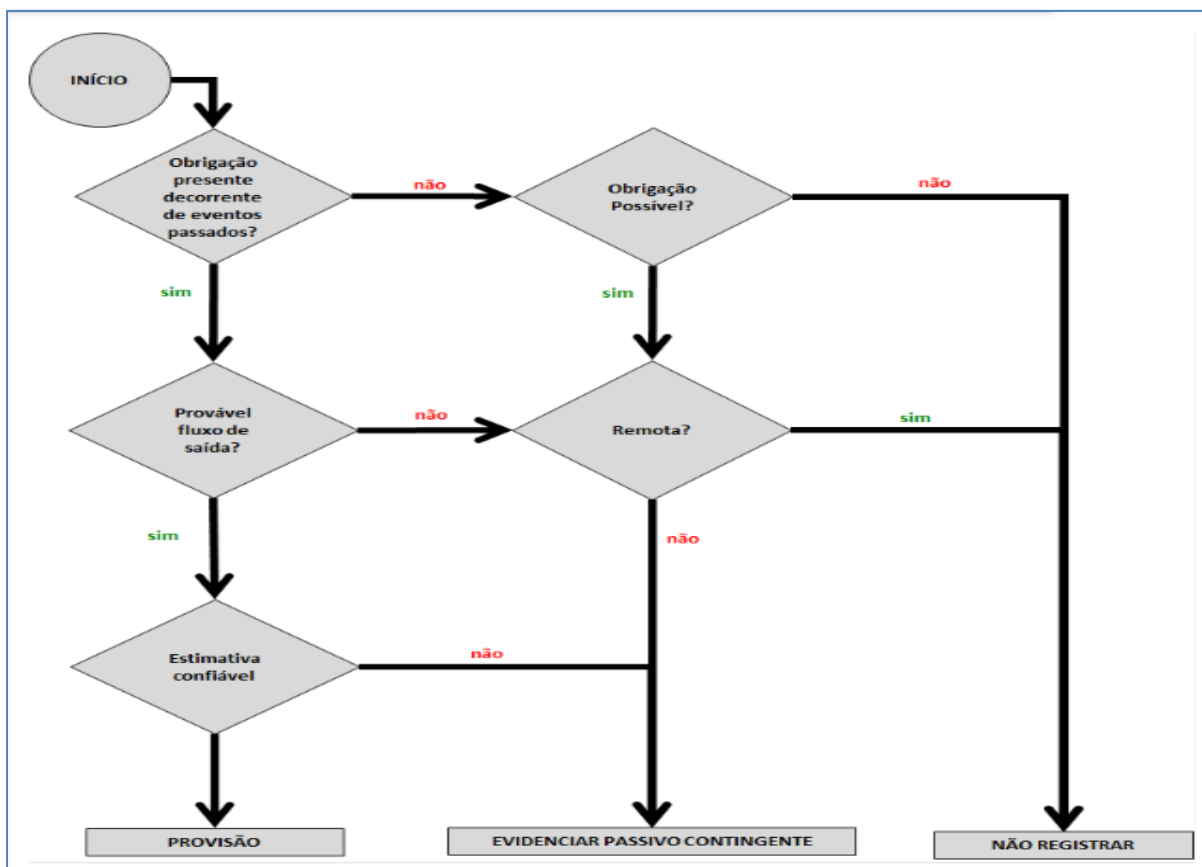 INÍCIO
Obrigação
presente
decorrente
de eventos
passados?
não
Obrigação
Possível?
não
sim
sim
Provável
fluxo de
saída?
não
Remota?
sim
sim
não
Estimativa
confiável
não
PROVISÃO
EVIDENCIAR PASSIVO CONTINGENTE
NÃO REGISTRAR